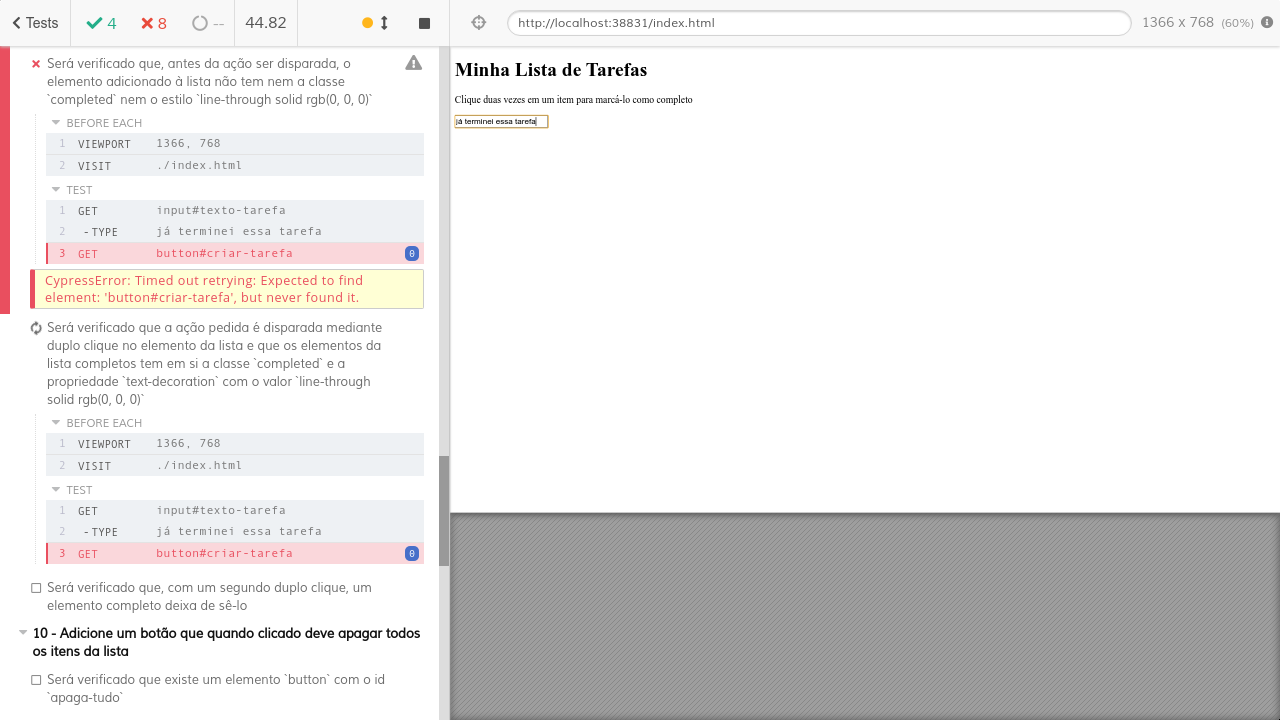 Tests 4 8 -- 44.82
http://localhost:38831/index.html 1366 x 768 (60%)
Será verificado que, antes da ação ser disparada, o
elemento adicionado à lista não tem nem a classe
`completed` nem o estilo `line-through solid rgb(0, 0, 0)`
BEFORE EACH
1 VIEWPORT 1366, 768
2 VISIT ./index.html
TEST
1 GET input#texto-tarefa
2 -TYPE já terminei essa tarefa
3 GET button#criar-tarefa 0
CypressError: Timed out retrying: Expected to find
element: 'button#criar-tarefa', but never found it.
Será verificado que a ação pedida é disparada mediante
duplo clique no elemento da lista e que os elementos da
lista completos tem em si a classe `completed` e a
propriedade `text-decoration` com o valor `line-through
solid rgb(0, 0, 0)`
BEFORE EACH
1 VIEWPORT 1366, 768
2 VISIT ./index.html
TEST
1 GET input#texto-tarefa
2 -TYPE já terminei essa tarefa
3 GET button#criar-tarefa 0
Será verificado que, com um segundo duplo clique, um
elemento completo deixa de sê-lo
10 - Adicione um botão que quando clicado deve apagar todos
os itens da lista
Será verificado que existe um elemento `button` com o id
`apaga-tudo`
Minha Lista de Tarefas
Clique duas vezes em um item para marcá-lo como completo
já terminei essa tarefa